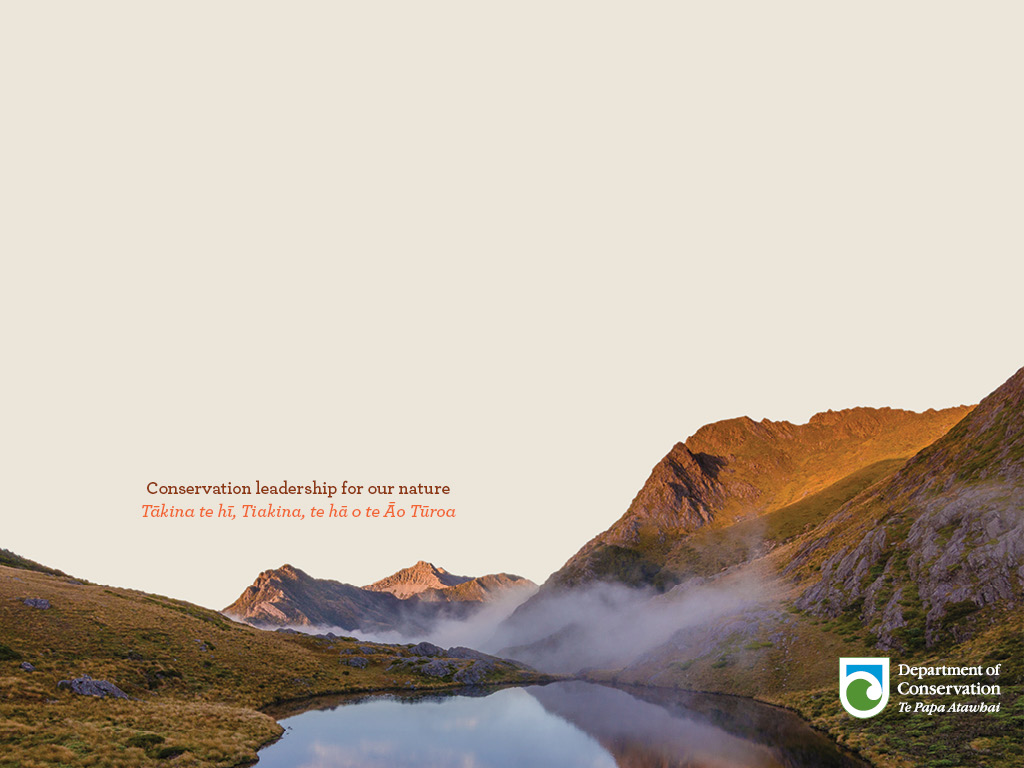 Conservation leadership for our nature
Tākina te hī, Tiakina, te hā o te Āo Tūroa
Department of
Conservation
Te Papa Atawhai